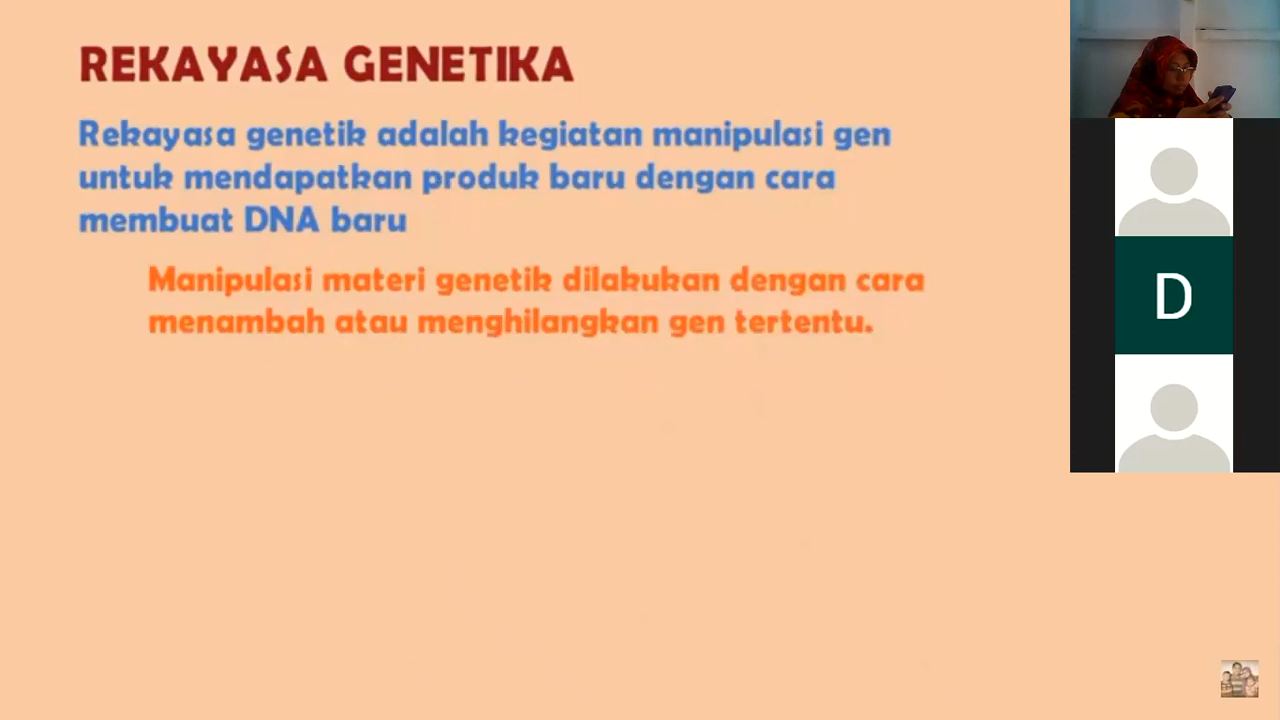 REKAYASA GENETIKA
Rekayasa genetik adalah kegiatan manipulasi gen
untuk mendapatkan produk baru dengan cara
membuat DNA baru
Manipulasi materi genetik dilakukan dengan cara
menambah atau menghilangkan gen tertentu.
D